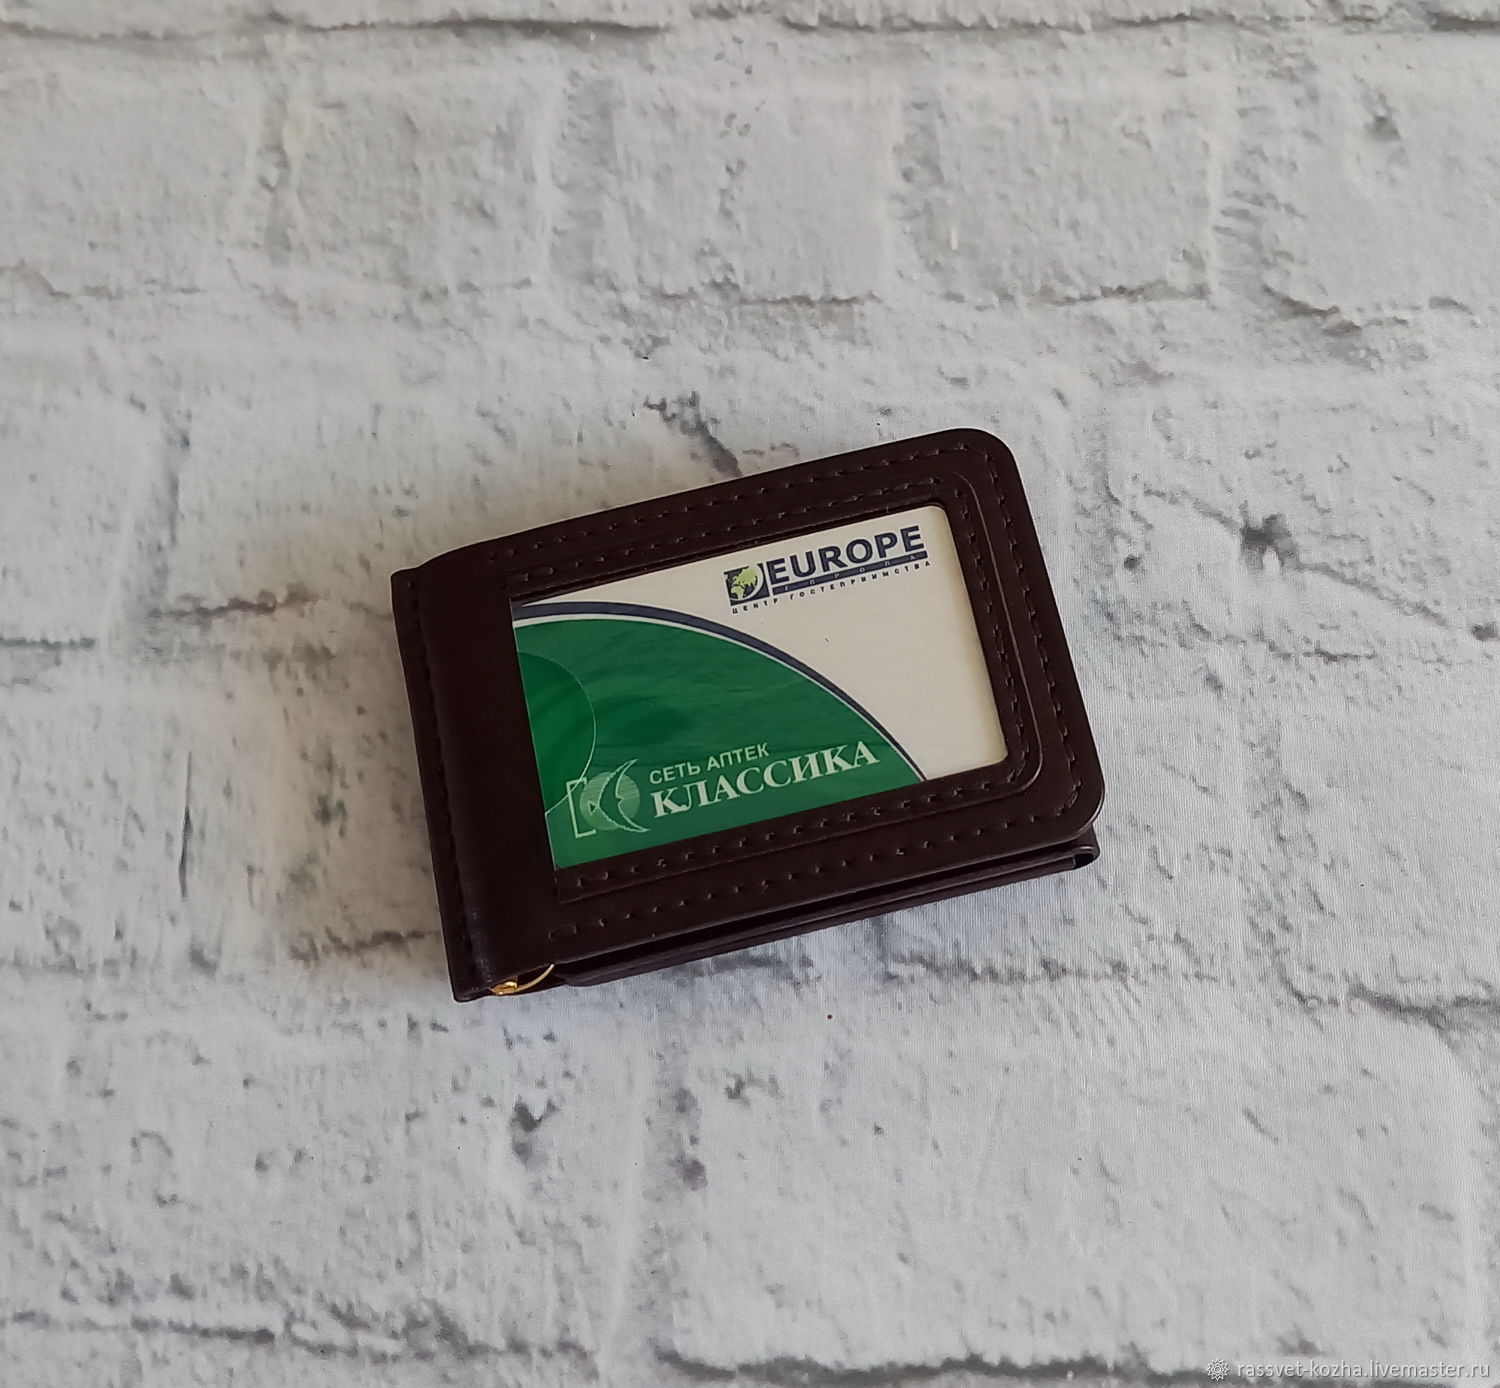 EUROPE
ЕВРОПА
ЦЕНТР ГОСТЕПРИИМСТВА
СЕТЬ АПТЕК
КЛАССИКА
rassvet-kozha.livemaster.ru